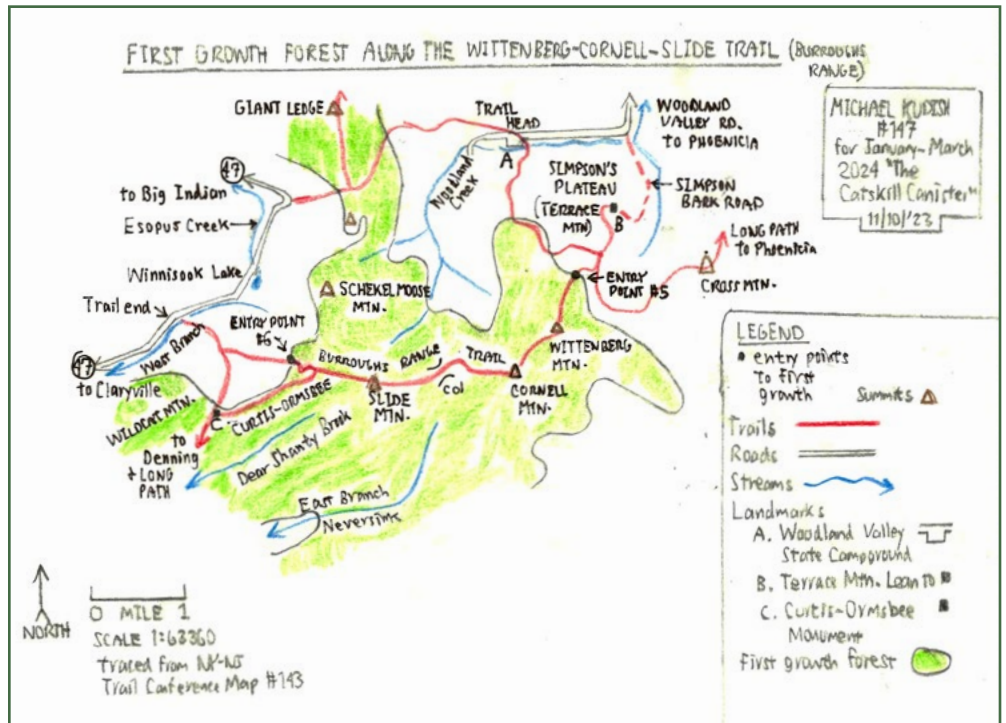 FIRST GROWTH FOREST ALONG THE WITTENBERG-CORNELL-SLIDE TRAIL (BURROUGHS
RANGE)
MICHAEL KUDISH
#147
for January-March
2024 "The
Catskill Canister"
11/10/'23
GIANT LEDGE
TRAIL
HEAD
WOODLAND
VALLEY RD.
TO PHOENICIA
A
47
to Big Indian
Esopus Creek
Woodland
Creek
SIMPSON'S
PLATEAU
(TERRACE
MTN)
B
SIMPSON
BARK ROAD
LONG PATH
to Phoenicia
CROSS MTN.
Winnisook Lake
SCHEKELMOOSE
MTN.
ENTRY
POINT #5
Trail end
ENTRY POINT
#6
47
to Claryville
West Branch
BURROUGHS RANGE TRAIL
WITTENBERG
MTN.
COL
CORNELL
MTN.
SLIDE
MTN.
CURTIS-ORMSBEE
WILDCAT MTN.
C
to
Denning
+ LONG
PATH
Dear Shanty Brook
East Branch
Neversink
LEGEND
entry points
to first
growth
Summits
Trails
Roads
Streams
Landmarks
A. Woodland Valley
State Campground
B. Terrace Mtn. Lean to
C. Curtis-Ormsbee
Monument
First growth forest
NORTH
0 MILE 1
SCALE 1:63360
traced from NY-NJ
Trail Conference Map #143